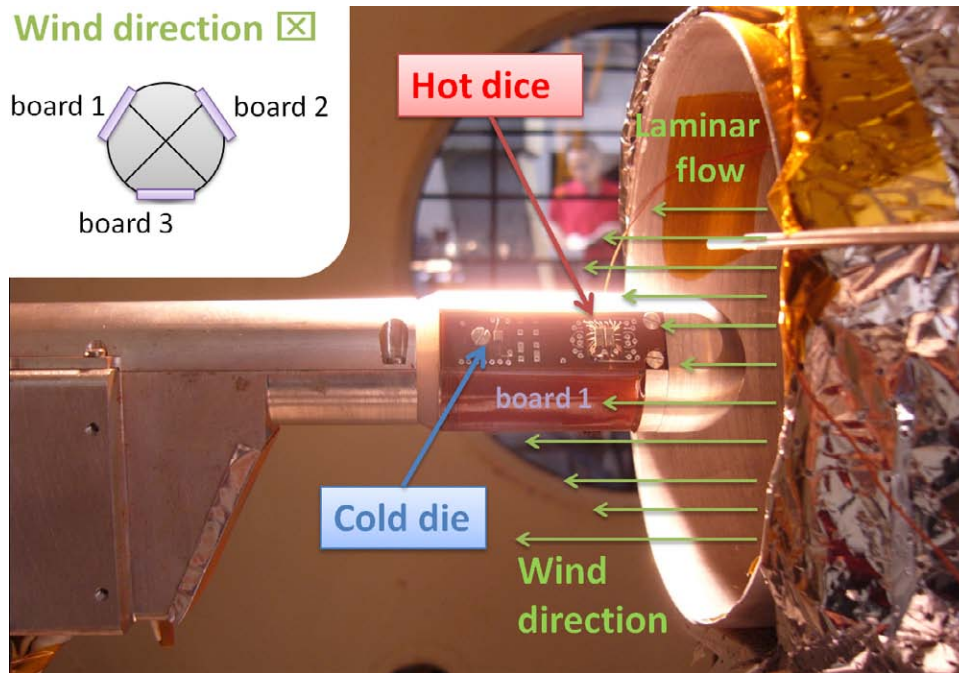 Wind direction
board 1
board 2
board 3
Hot dice
Laminar
flow
board 1
Cold die
Wind
direction